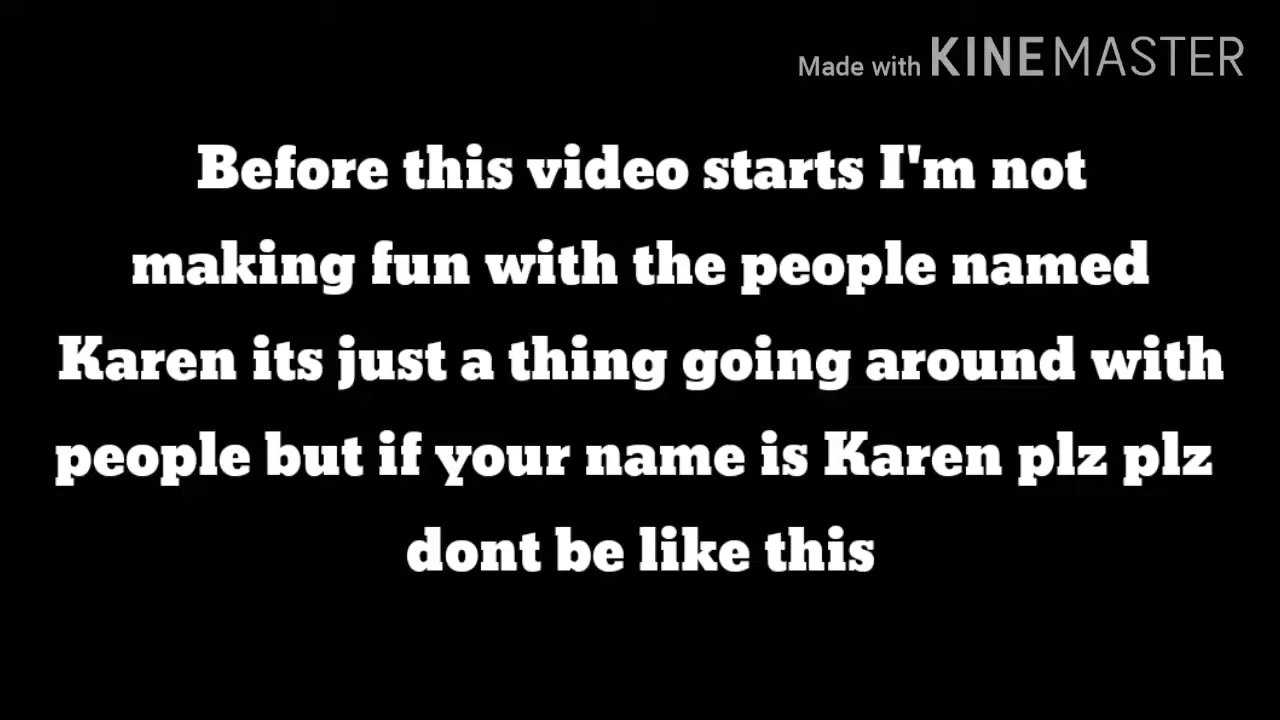 Made with KINEMASTER
Before this video starts I'm not
making fun with the people named
Karen its just a thing going around with
people but if your name is Karen plz plz
dont be like this